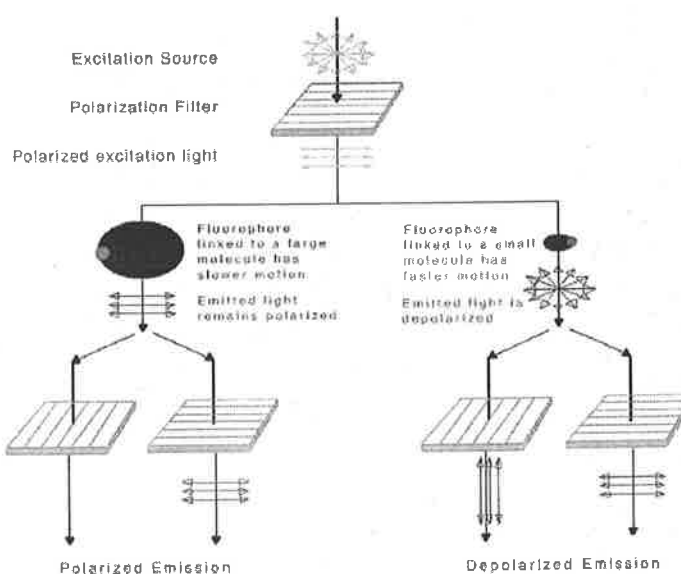 Excitation Source
Polarization Filter
Polarized excitation light
Fluorophore
linked to a large
molecule has
slower motion
Emitted light
remains polarized
Fluorophore
linked to a small
molecule has
faster motion
Emitted light is
depolarized
Polarized Emission
Depolarized Emission